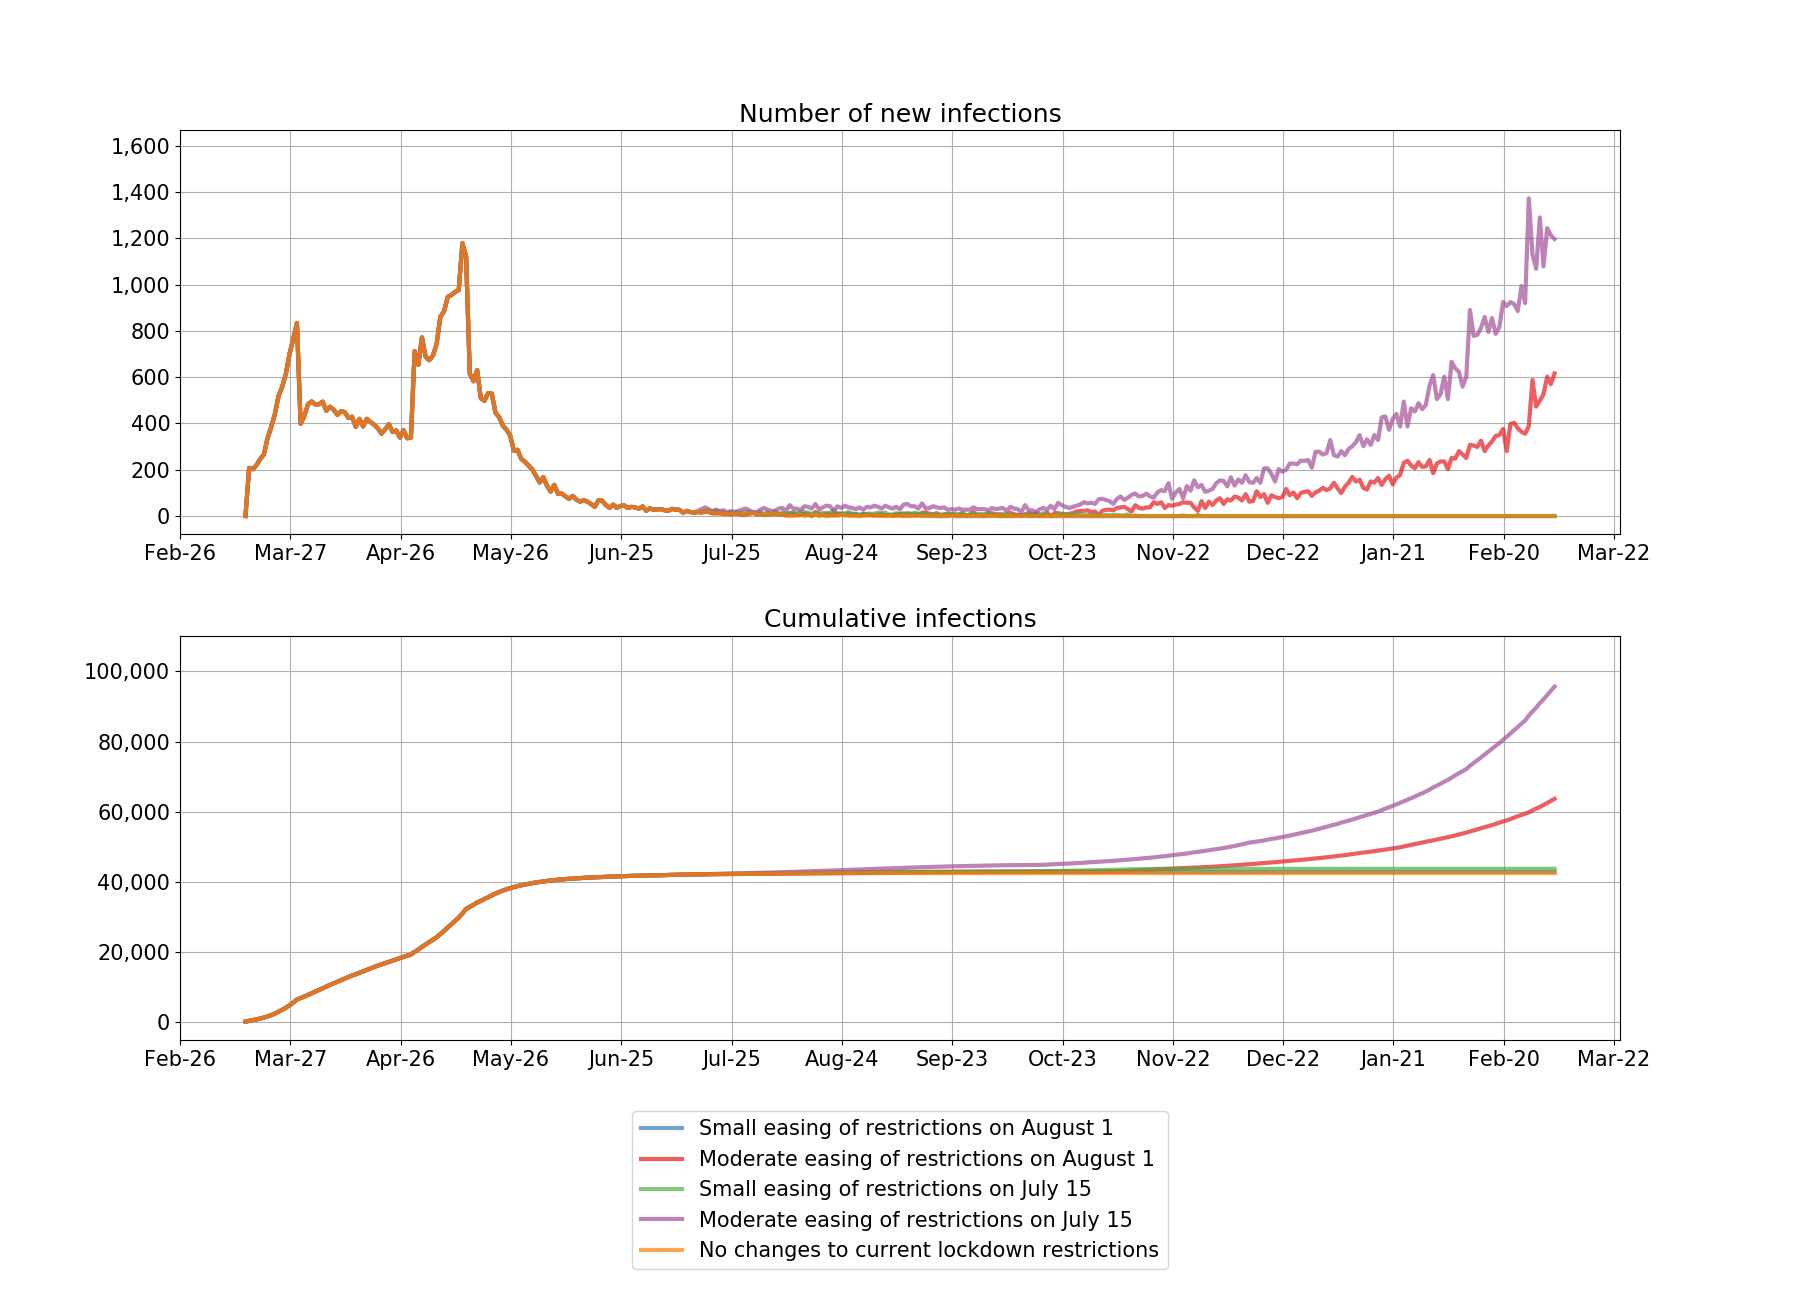 Number of new infections
1,600
1,400
1,200
1,000
800
600
400
200
0
Feb-26 Mar-27 Apr-26 May-26 Jun-25 Jul-25 Aug-24 Sep-23 Oct-23 Nov-22 Dec-22 Jan-21 Feb-20 Mar-22
Cumulative infections
100,000
80,000
60,000
40,000
20,000
0
Feb-26 Mar-27 Apr-26 May-26 Jun-25 Jul-25 Aug-24 Sep-23 Oct-23 Nov-22 Dec-22 Jan-21 Feb-20 Mar-22
Small easing of restrictions on August 1
Moderate easing of restrictions on August 1
Small easing of restrictions on July 15
Moderate easing of restrictions on July 15
No changes to current lockdown restrictions